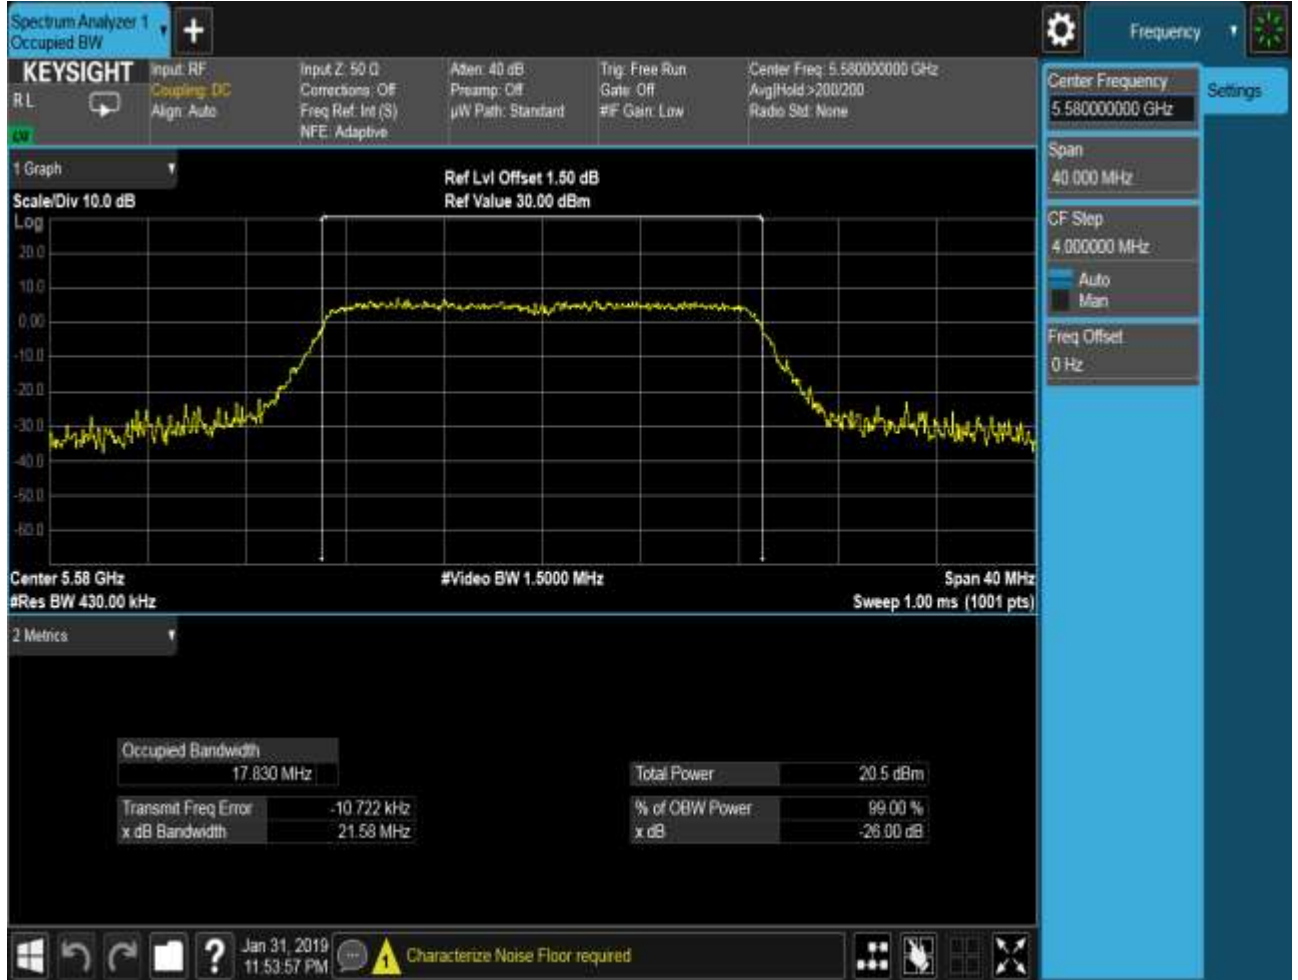 Spectrum Analyzer 1
Occupied BW
Frequency
KEYSIGHT
R L
Input: RF
Coupling: DC
Align: Auto
Input Z: 50 Ω
Corrections: Off
Freq Ref: Int (S)
NFE: Adaptive
Atten: 40 dB
Preamp: Off
µW Path: Standard
Trig: Free Run
Gate: Off
#IF Gain: Low
Center Freq: 5.580000000 GHz
Avg|Hold:>200/200
Radio Std: None
Center Frequency
5.580000000 GHz
Settings
Span
40.000 MHz
CF Step
4.000000 MHz
Auto
Man
Freq Offset
0 Hz
1 Graph
Scale/Div 10.0 dB
Ref Lvl Offset 1.50 dB
Ref Value 30.00 dBm
Log
20.0
10.0
0.00
-10.0
-20.0
-30.0
-40.0
-50.0
-60.0
Center 5.58 GHz
#Video BW 1.5000 MHz
Span 40 MHz
#Res BW 430.00 kHz
Sweep 1.00 ms (1001 pts)
2 Metrics
Occupied Bandwidth
17.830 MHz
Total Power 20.5 dBm
Transmit Freq Error -10.722 kHz
% of OBW Power 99.00 %
x dB Bandwidth 21.58 MHz
x dB -26.00 dB
?
Jan 31, 2019
11:53:57 PM
1
Characterize Noise Floor required